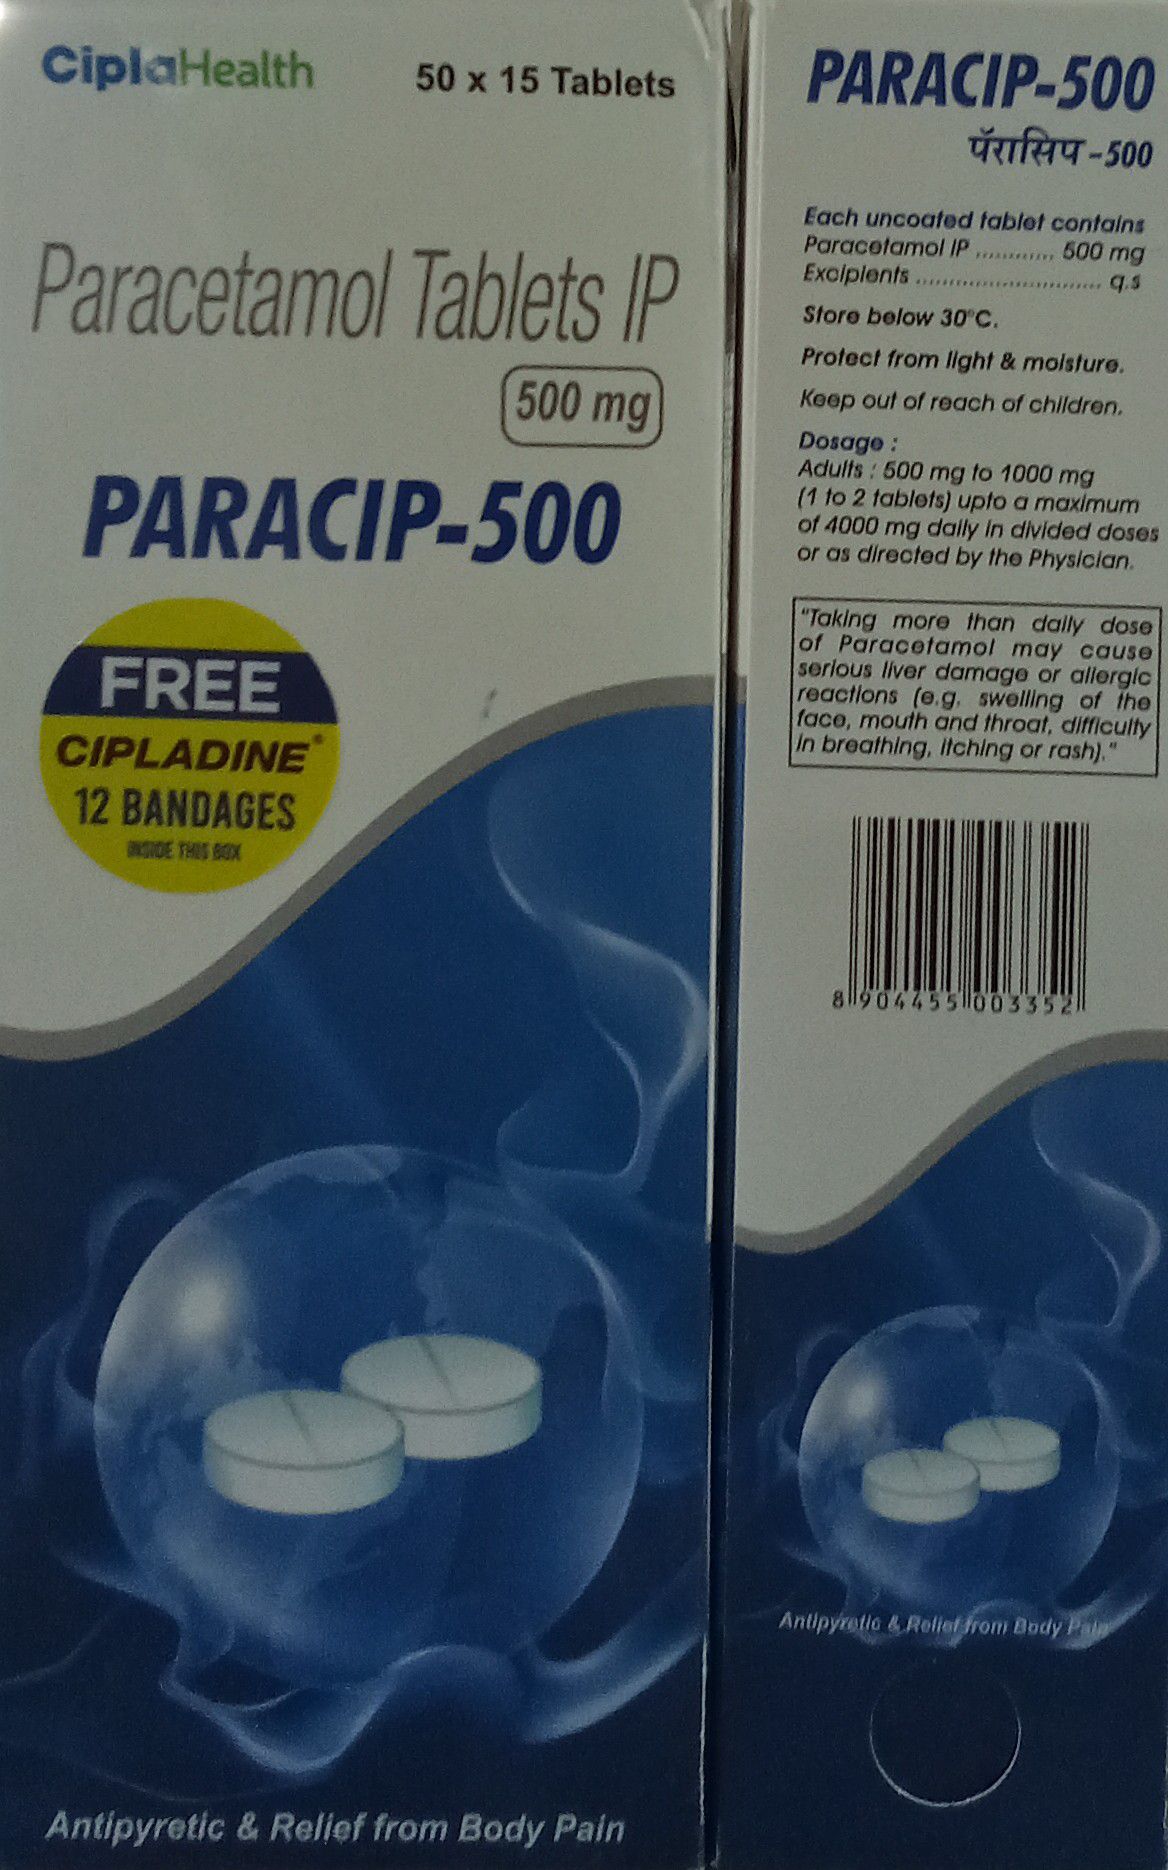 CiplaHealth
50 x 15 Tablets
Paracetamol Tablets IP
500 mg
PARACIP-500
FREE
CIPLADINE®
12 BANDAGES
INSIDE THIS BOX
Antipyretic & Relief from Body Pain
PARACIP-500
पॅरासिप -500
Each uncoated tablet contains
Paracetamol IP ............ 500 mg
Excipients ............................ q.s
Store below 30°C.
Protect from light & moisture.
Keep out of reach of children.
Dosage :
Adults : 500 mg to 1000 mg
(1 to 2 tablets) upto a maximum
of 4000 mg daily in divided doses
or as directed by the Physician.
"Taking more than daily dose
of Paracetamol may cause
serious liver damage or allergic
reactions (e.g. swelling of the
face, mouth and throat, difficulty
in breathing, itching or rash)."
8 904455 003352
Antipyretic & Relief from Body Pain